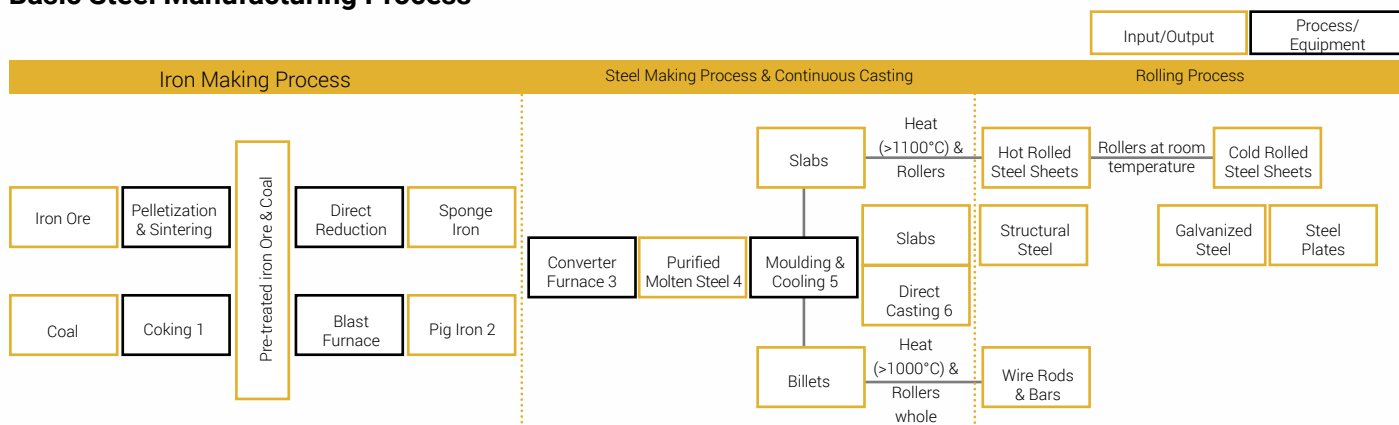 Basic Steel Manufacturing Process
Input/Output
Process/
Equipment
Iron Making Process
Steel Making Process & Continuous Casting
Rolling Process
Iron Ore
Pelletization
& Sintering
Coal
Coking 1
Pre-treated iron Ore & Coal
Direct
Reduction
Sponge
Iron
Blast
Furnace
Pig Iron 2
Converter
Furnace 3
Purified
Molten Steel 4
Moulding &
Cooling 5
Slabs
Heat
(>1100°C) &
Rollers
Hot Rolled
Steel Sheets
Rollers at room
temperature
Cold Rolled
Steel Sheets
Slabs
Structural
Steel
Galvanized
Steel
Steel
Plates
Direct
Casting 6
Billets
Heat
(>1000°C) &
Rollers
whole
Wire Rods
& Bars